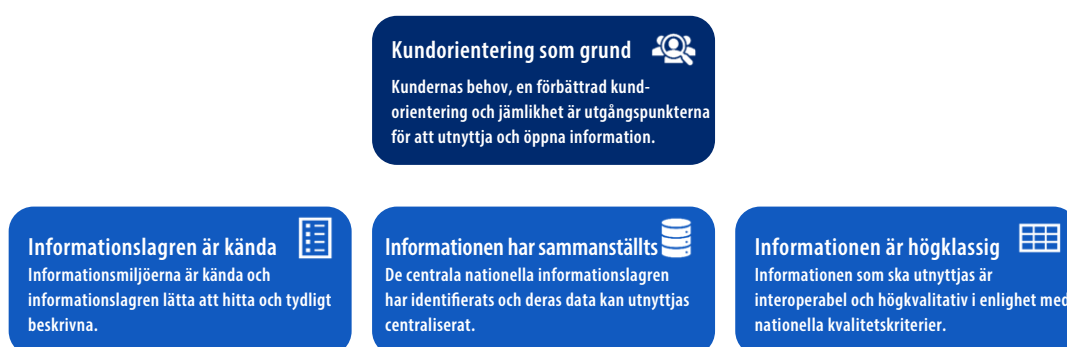 Kundorientering som grund
Kundernas behov, en förbättrad kund-
orientering och jämlikhet är utgångspunkterna
för att utnyttja och öppna information.
Informationslagren är kända
Informationsmiljöerna är kända och
informationslagren lätta att hitta och tydligt
beskrivna.
Informationen har sammanställts
De centrala nationella informationslagren
har identifierats och deras data kan utnyttjas
centraliserat.
Informationen är högklassig
Informationen som ska utnyttjas är
interoperabel och högkvalitativ i enlighet med
nationella kvalitetskriterier.